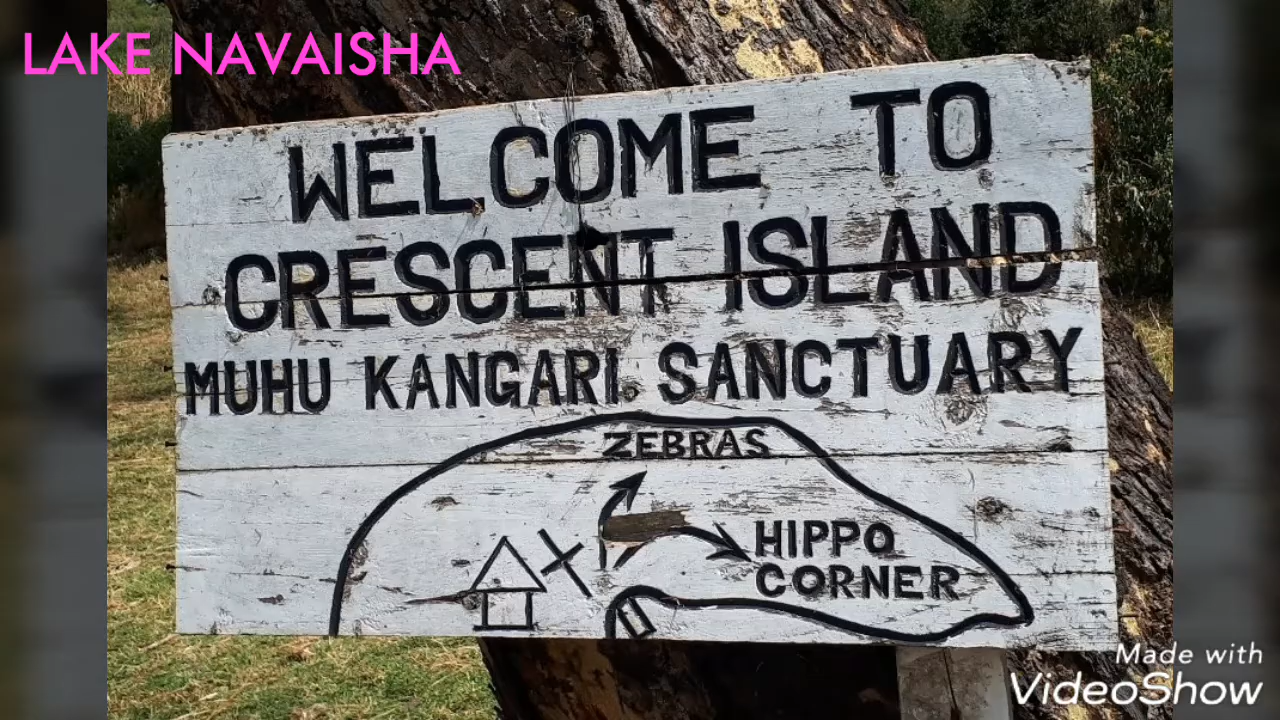 LAKE NAVAISHA
WELCOME TO
CRESCENT ISLAND
MUHU KANGARI. SANCTUARY
ZEBRAS
HIPPO
CORNER
Made with
VideoShow